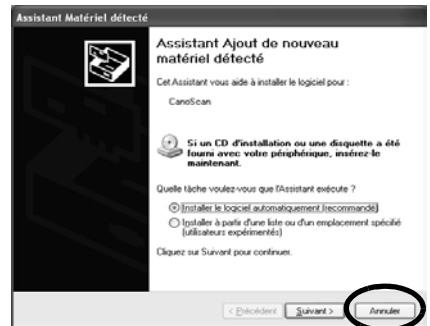 Assistant Matériel détecté
Assistant Ajout de nouveau
matériel détecté
Cet Assistant vous aide à installer le logiciel pour :
CanoScan
Si un CD d'installation ou une disquette a été
fourni avec votre périphérique, insérez-le
maintenant.
Quelle tâche voulez-vous que l'Assistant exécute ?
Installer le logiciel automatiquement (recommandé)
Installer à partir d'une liste ou d'un emplacement spécifié
(utilisateurs expérimentés)
Cliquez sur Suivant pour continuer.
< Précédent Suivant > Annuler